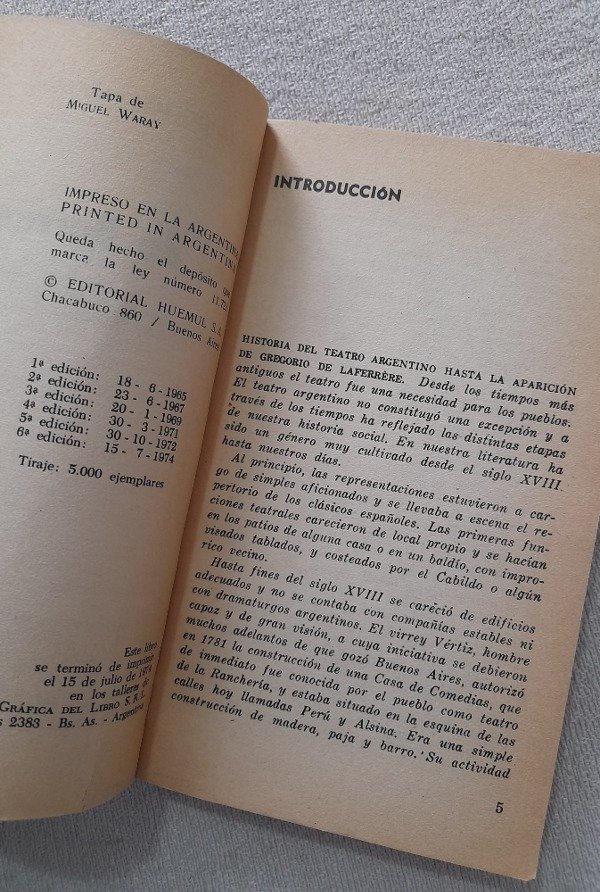 Tapa de
MIGUEL WARAY
IMPRESO EN LA ARGENTINA
PRINTED IN ARGENTIN
Queda hecho el depósito que
marca la ley número 11.72
© EDITORIAL HUEMUL S.A.
Chacabuco 860 / Buenos Aires
1ª edición: 18 - 6 - 1965
2ª edición: 23 - 6 - 1967
3ª edición: 20 - 1 - 1969
4ª edición: 30 - 3 - 1971
5ª edición: 30 - 10 - 1972
6ª edición: 15 - 7 - 1974
Tiraje: 5.000 ejemplares
Este libro
se terminó de imprimir
el 15 de julio de 1974
en los talleres de
GRÁFICA DEL LIBRO S.R.L.
2383 - Bs. As. - Argentina
INTRODUCCIÓN
HISTORIA DEL TEATRO ARGENTINO HASTA LA APARICIÓN
DE GREGORIO DE LAFERRÈRE. Desde los tiempos más
antiguos el teatro fue una necesidad para los pueblos.
El teatro argentino no constituyó una excepción y a
través de los tiempos ha reflejado las distintas etapas
de nuestra historia social. En nuestra literatura ha
sido un género muy cultivado desde el siglo XVIII
hasta nuestros días.
Al principio, las representaciones estuvieron a car-
go de simples aficionados y se llevaba a escena el re-
pertorio de los clásicos españoles. Las primeras fun-
ciones teatrales carecieron de local propio y se hacían
en los patios de alguna casa o en un baldío, con impro-
visados tablados, y costeados por el Cabildo o algún
rico vecino.
Hasta fines del siglo XVIII se careció de edificios
adecuados y no se contaba con compañías estables ni
con dramaturgos argentinos. El virrey Vértiz, hombre
capaz y de gran visión, a cuya iniciativa se debieron
muchos adelantos de que gozó Buenos Aires, autorizó
en 1781 la construcción de una Casa de Comedias, que
de inmediato fue conocida por el pueblo como teatro
de la Ranchería, y estaba situado en la esquina de las
calles hoy llamadas Perú y Alsina. Era una simple
construcción de madera, paja y barro. Su actividad
5